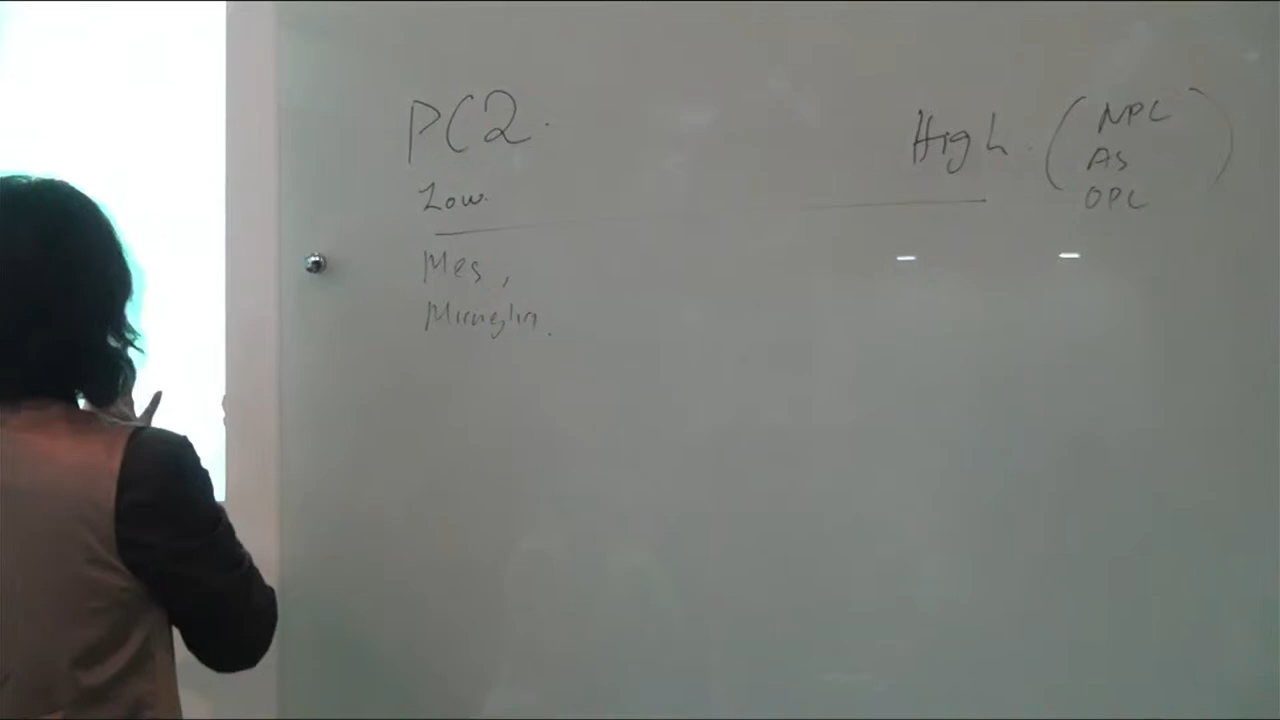 PC2.
Low.
Mes,
Microglia.
High. (NPC
AS
OPC)